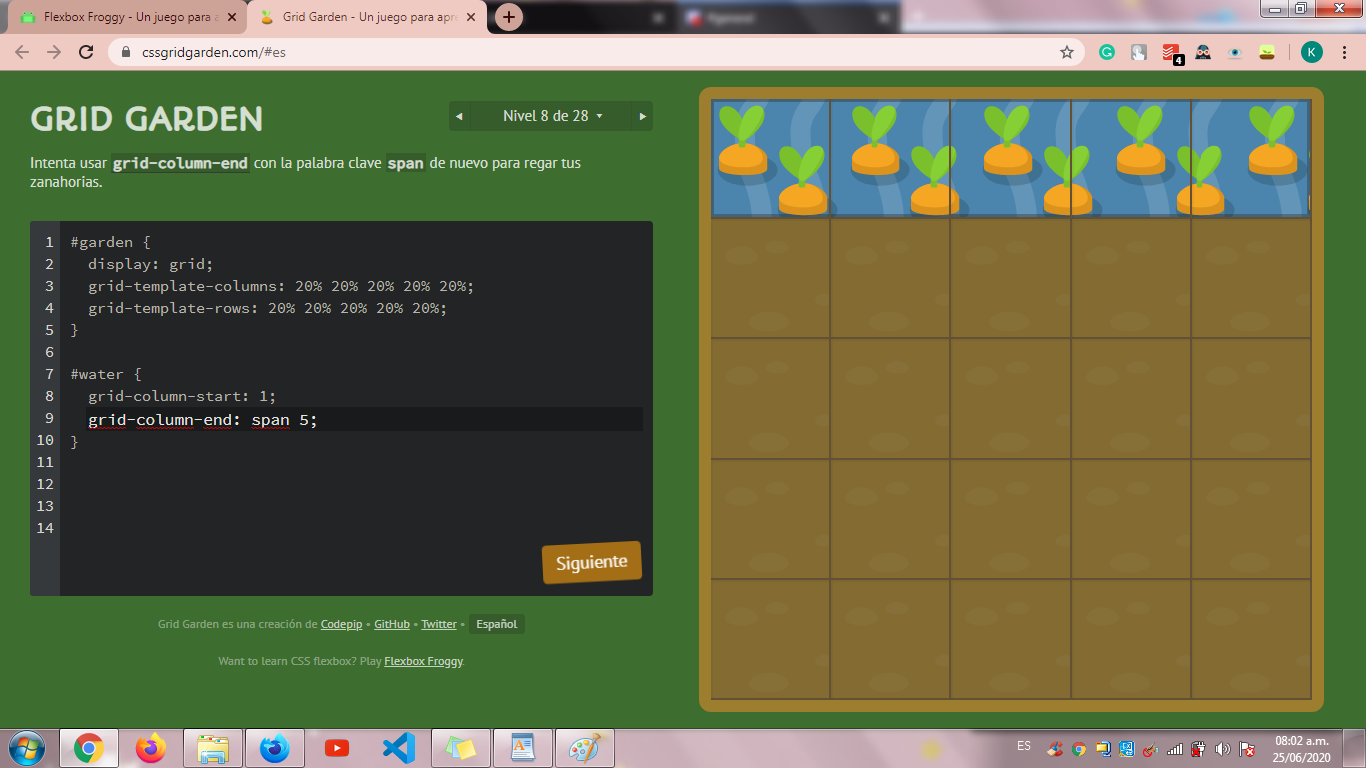 Flexbox Froggy - Un juego para a
Grid Garden - Un juego para apre
cssgridgarden.com/#es
4
K
GRID GARDEN
Nivel 8 de 28
Intenta usar grid-column-end con la palabra clave span de nuevo para regar tus
zanahorias.
1 #garden {
2 display: grid;
3 grid-template-columns: 20% 20% 20% 20% 20%;
4 grid-template-rows: 20% 20% 20% 20% 20%;
5 }
6
7 #water {
8 grid-column-start: 1;
9 grid-column-end: span 5;
10 }
11
12
13
14
Siguiente
Grid Garden es una creación de Codepip • GitHub • Twitter • Español
Want to learn CSS flexbox? Play Flexbox Froggy.
ES
08:02 a.m.
25/06/2020